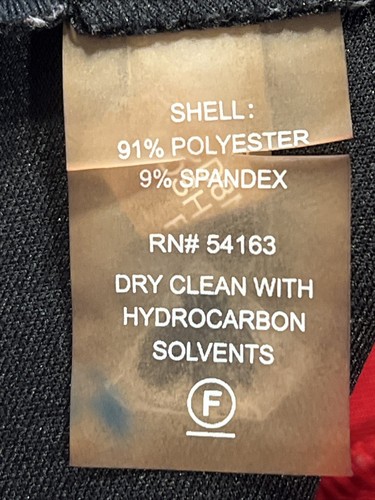 SHELL:
91% POLYESTER
9% SPANDEX
RN# 54163
DRY CLEAN WITH
HYDROCARBON
SOLVENTS
F